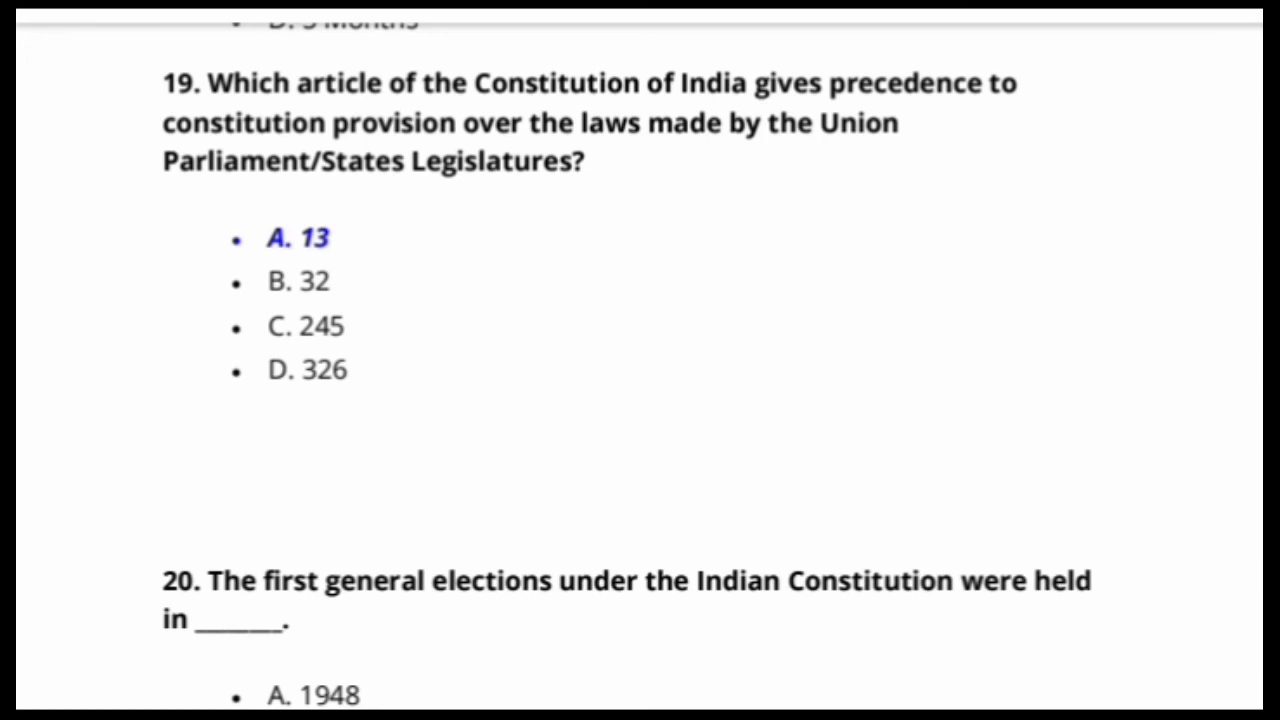 D. 3 Months
19. Which article of the Constitution of India gives precedence to
constitution provision over the laws made by the Union
Parliament/States Legislatures?
A. 13
B. 32
C. 245
D. 326
20. The first general elections under the Indian Constitution were held
in _______.
A. 1948